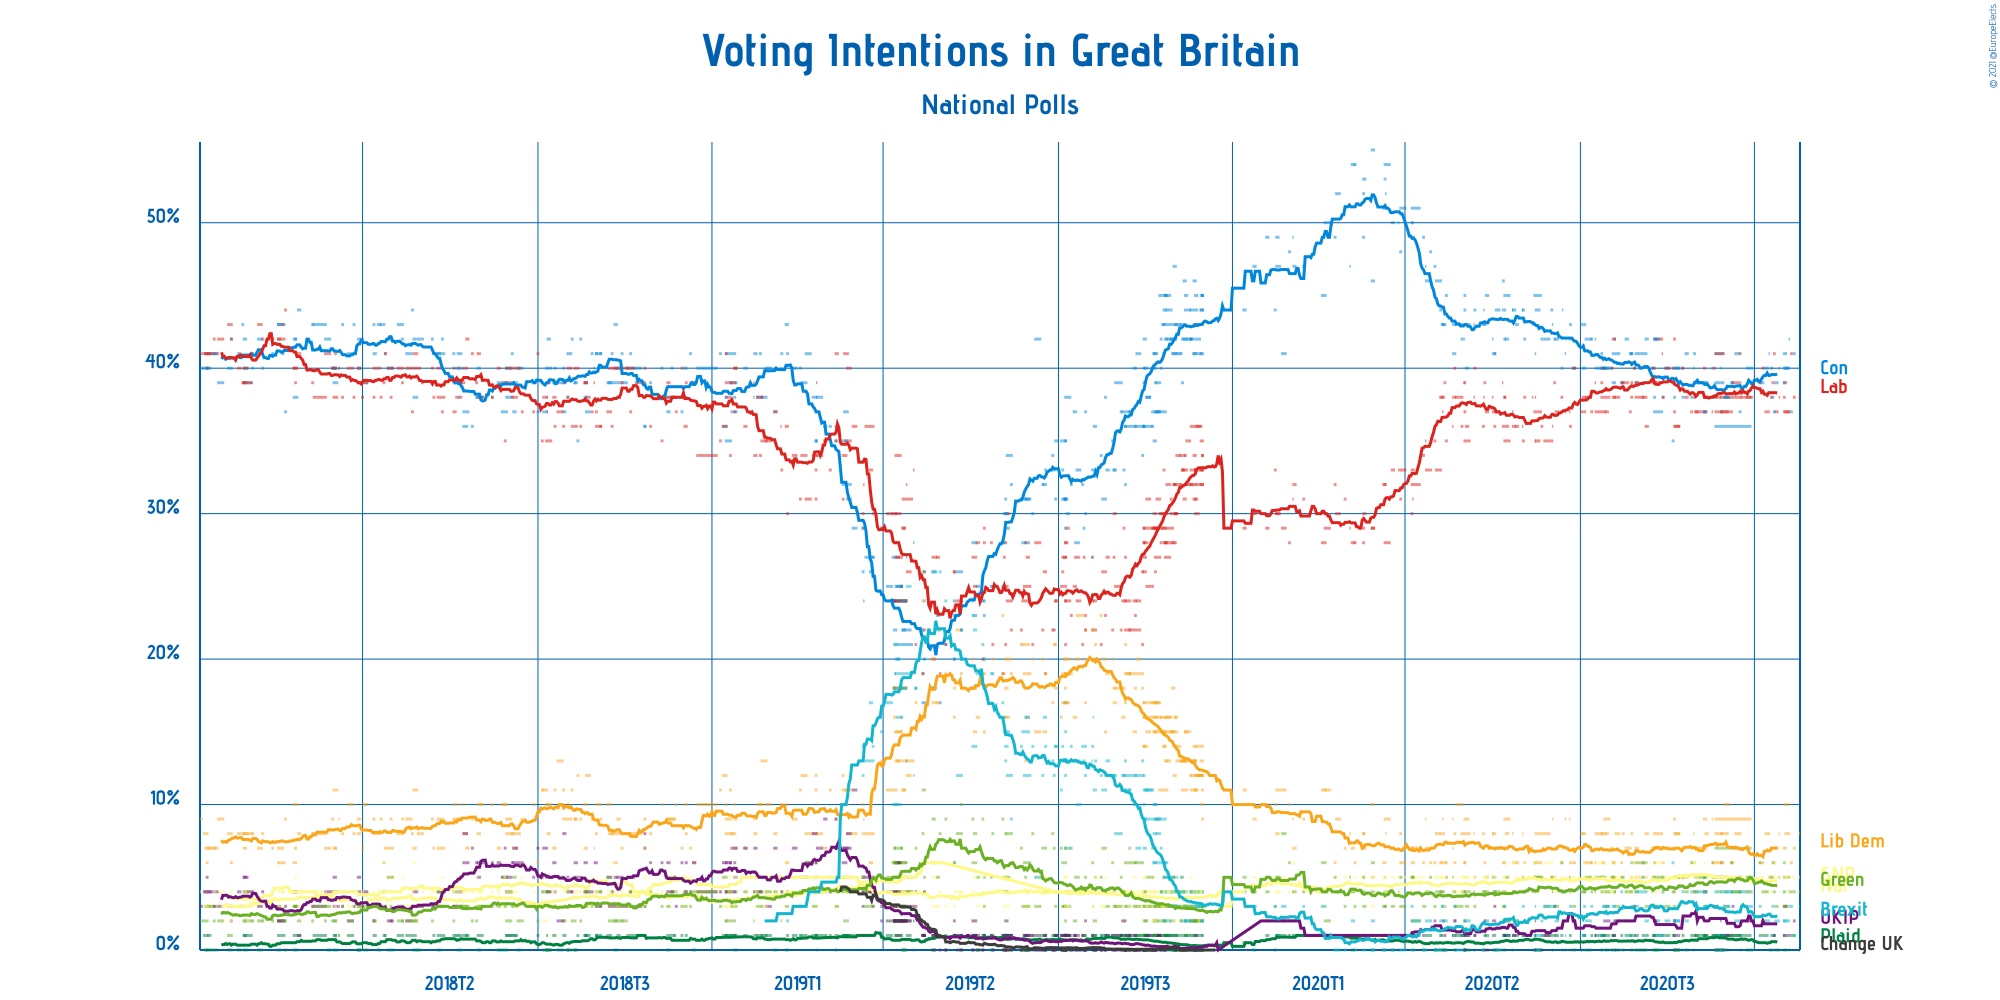 © 2021 @EuropeElects
Voting Intentions in Great Britain
National Polls
50%
40%
30%
20%
10%
0%
Con
Lab
Lib Dem
SNP
Green
Brexit
UKIP
Plaid
Change UK
2018T2
2018T3
2019T1
2019T2
2019T3
2020T1
2020T2
2020T3